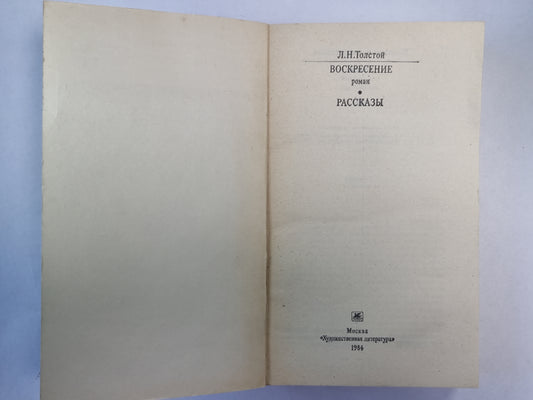 Л.Н.Толстой
ВОСКРЕСЕНИЕ
роман
РАССКАЗЫ
Москва
«Художественная литература»
1986